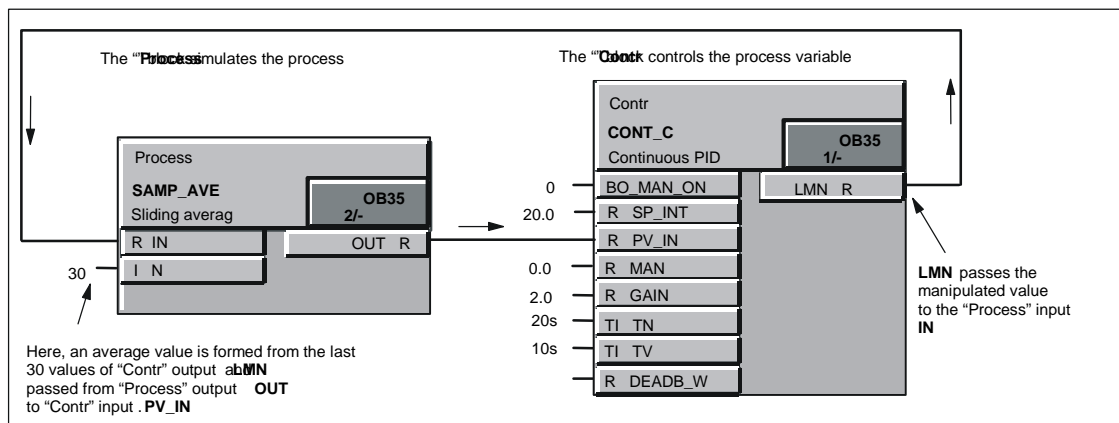 The “Process” block simulates the process
The “Contr” block controls the process variable
Process
SAMP_AVE
Sliding averag
OB35
2/-
R IN
OUT R
30
I N
Here, an average value is formed from the last
30 values of “Contr” output LMN and
passed from “Process” output OUT
to “Contr” input . PV_IN
Contr
CONT_C
Continuous PID
OB35
1/-
0 BO_MAN_ON
LMN R
20.0 R SP_INT
R PV_IN
0.0 R MAN
2.0 R GAIN
20s TI TN
10s TI TV
R DEADB_W
LMN passes the
manipulated value
to the “Process” input
IN